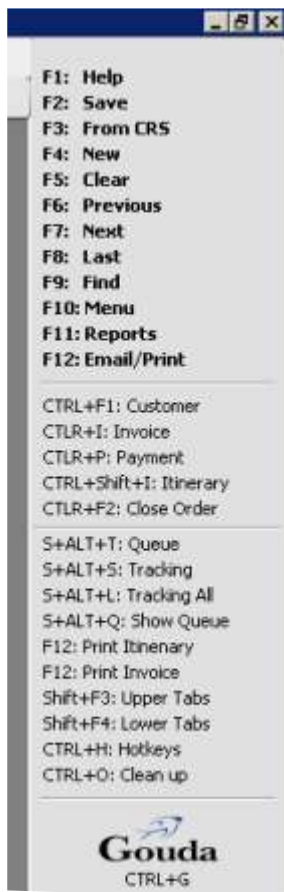 F1: Help
F2: Save
F3: From CRS
F4: New
F5: Clear
F6: Previous
F7: Next
F8: Last
F9: Find
F10: Menu
F11: Reports
F12: Email/Print
CTRL+F1: Customer
CTLR+I: Invoice
CTLR+P: Payment
CTRL+Shift+I: Itinerary
CTLR+F2: Close Order
S+ALT+T: Queue
S+ALT+S: Tracking
S+ALT+L: Tracking All
S+ALT+Q: Show Queue
F12: Print Itinenary
F12: Print Invoice
Shift+F3: Upper Tabs
Shift+F4: Lower Tabs
CTRL+H: Hotkeys
CTRL+O: Clean up
Gouda
CTRL+G